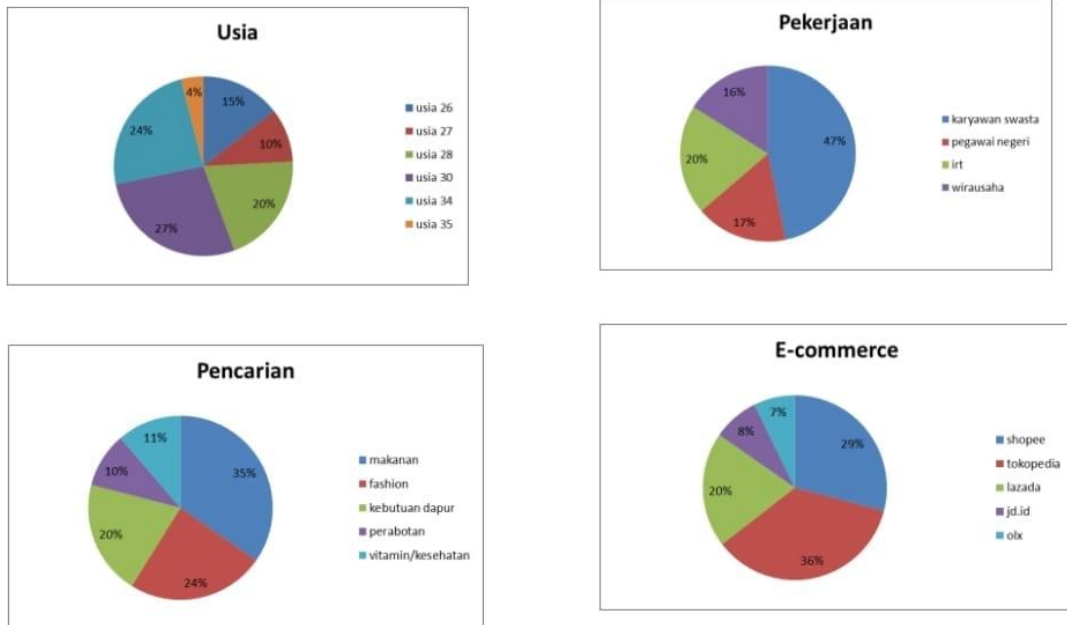 Usia
15%
10%
20%
27%
24%
4%
usia 26
usia 27
usia 28
usia 30
usia 34
usia 35
Pekerjaan
47%
17%
20%
16%
karyawan swasta
pegawai negeri
irt
wirausaha
Pencarian
35%
24%
20%
10%
11%
makanan
fashion
kebutuan dapur
perabotan
vitamin/kesehatan
E-commerce
29%
36%
20%
8%
7%
shopee
tokopedia
lazada
jd.id
olx